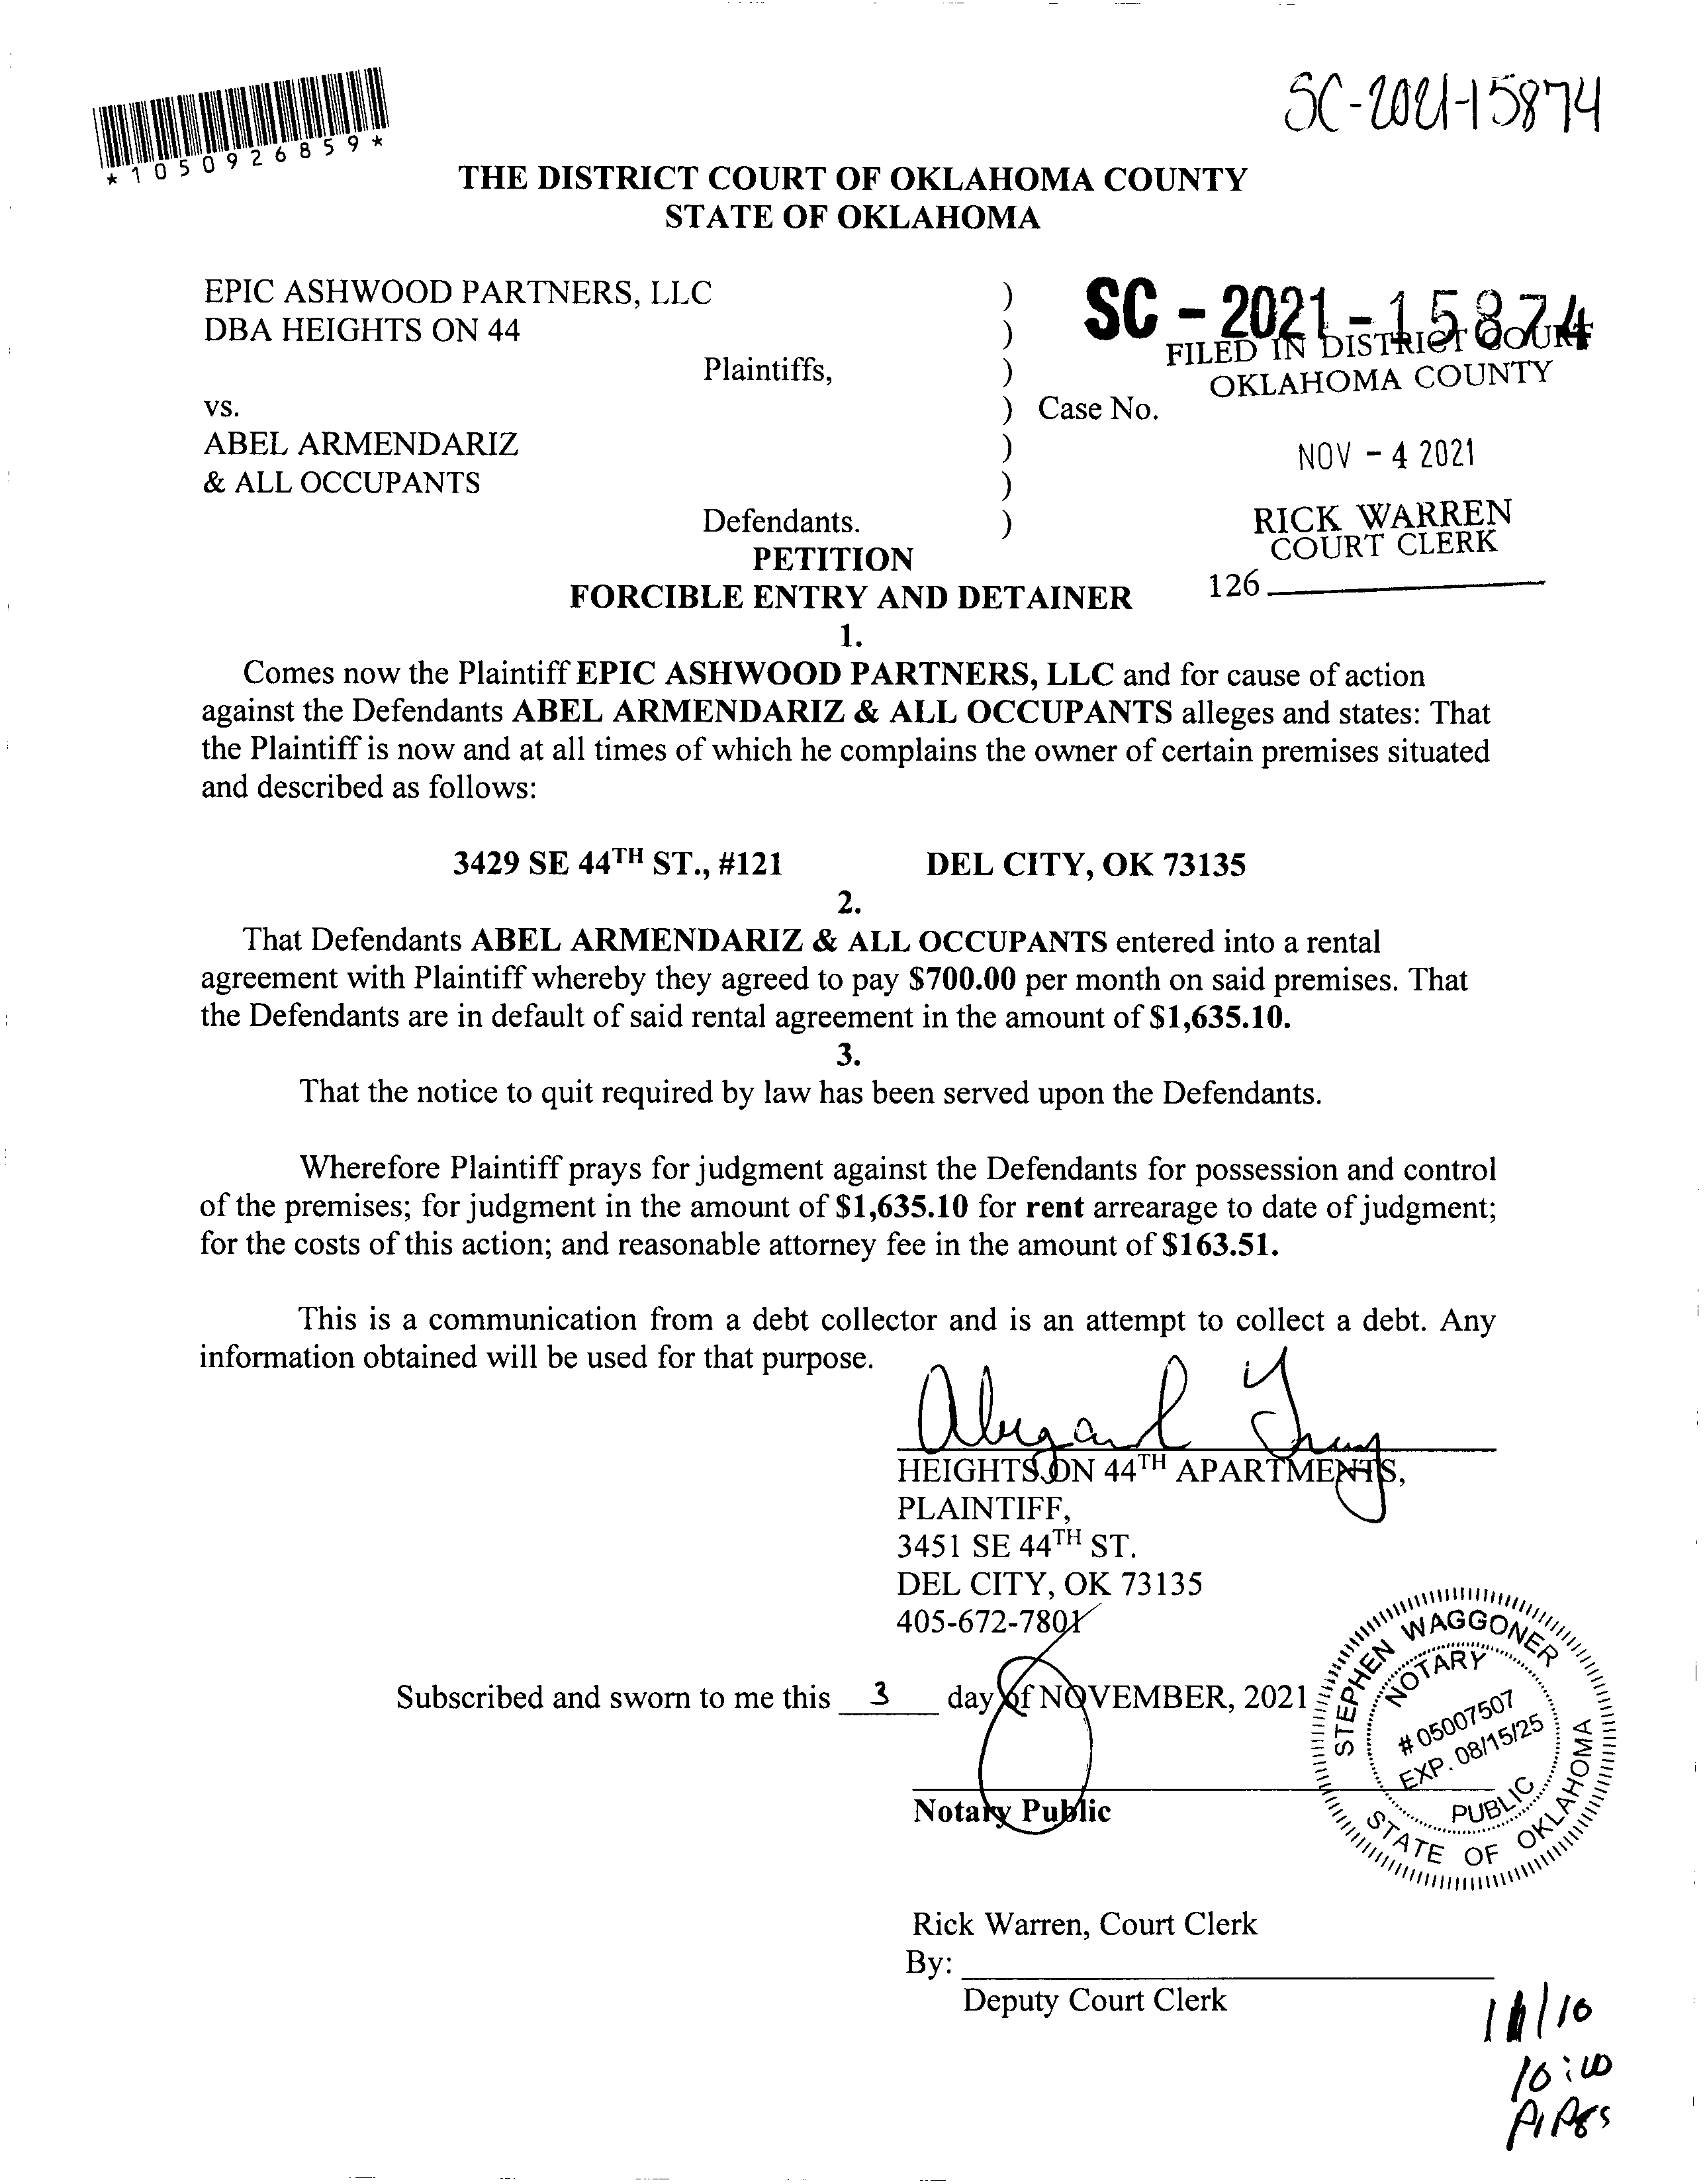 SC-2021-15874
*1050926859*
THE DISTRICT COURT OF OKLAHOMA COUNTY
STATE OF OKLAHOMA
EPIC ASHWOOD PARTNERS, LLC )
DBA HEIGHTS ON 44 )
Plaintiffs, )
vs. ) Case No.
ABEL ARMENDARIZ )
& ALL OCCUPANTS )
Defendants. )
SC - 2021 - 15874
FILED IN DISTRICT COURT
OKLAHOMA COUNTY
NOV - 4 2021
RICK WARREN
COURT CLERK
126
PETITION
FORCIBLE ENTRY AND DETAINER
1.
Comes now the Plaintiff EPIC ASHWOOD PARTNERS, LLC and for cause of action
against the Defendants ABEL ARMENDARIZ & ALL OCCUPANTS alleges and states: That
the Plaintiff is now and at all times of which he complains the owner of certain premises situated
and described as follows:
3429 SE 44TH ST., #121 DEL CITY, OK 73135
2.
That Defendants ABEL ARMENDARIZ & ALL OCCUPANTS entered into a rental
agreement with Plaintiff whereby they agreed to pay $700.00 per month on said premises. That
the Defendants are in default of said rental agreement in the amount of $1,635.10.
3.
That the notice to quit required by law has been served upon the Defendants.
Wherefore Plaintiff prays for judgment against the Defendants for possession and control
of the premises; for judgment in the amount of $1,635.10 for rent arrearage to date of judgment;
for the costs of this action; and reasonable attorney fee in the amount of $163.51.
This is a communication from a debt collector and is an attempt to collect a debt. Any
information obtained will be used for that purpose.
HEIGHTS ON 44TH APARTMENTS,
PLAINTIFF,
3451 SE 44TH ST.
DEL CITY, OK 73135
405-672-7801
Subscribed and sworn to me this 3 day of NOVEMBER, 2021
Notary Public
STEPHEN WAGGONER
NOTARY
# 05007507
EXP. 08/15/25
PUBLIC
STATE OF OKLAHOMA
Rick Warren, Court Clerk
By:
Deputy Court Clerk
11/10
10:00